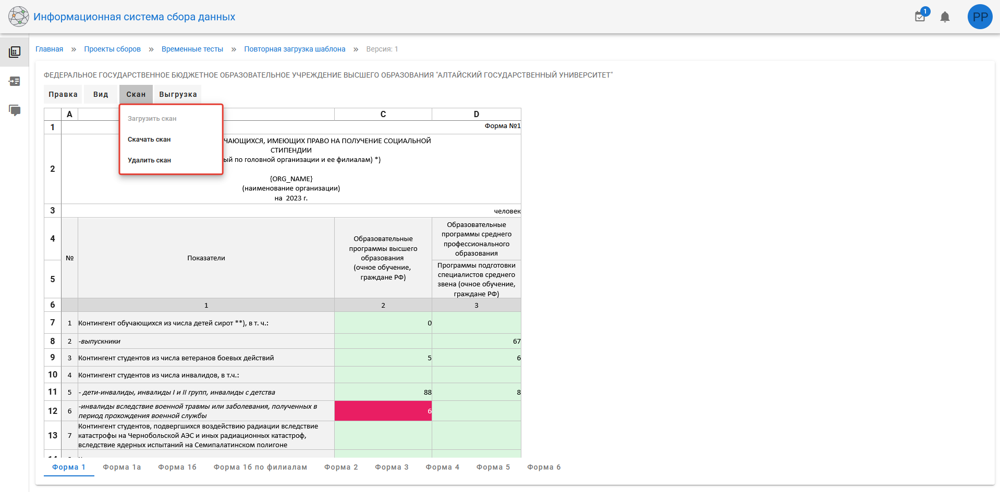 Информационная система сбора данных
1
PP
Главная » Проекты сборов » Временные тесты » Повторная загрузка шаблона » Версия: 1
ФЕДЕРАЛЬНОЕ ГОСУДАРСТВЕННОЕ БЮДЖЕТНОЕ ОБРАЗОВАТЕЛЬНОЕ УЧРЕЖДЕНИЕ ВЫСШЕГО ОБРАЗОВАНИЯ "АЛТАЙСКИЙ ГОСУДАРСТВЕННЫЙ УНИВЕРСИТЕТ"
Правка Вид Скан Выгрузка
Загрузить скан
Скачать скан
Удалить скан
A C D
1 Форма №1
2
ЧАЮЩИХСЯ, ИМЕЮЩИХ ПРАВО НА ПОЛУЧЕНИЕ СОЦИАЛЬНОЙ
СТИПЕНДИИ
ый по головной организации и ее филиалам) *)
{ORG_NAME}
(наименование организации)
на 2023 г.
3 человек
4
5
№
Показатели
Образовательные
программы высшего
образования
(очное обучение,
граждане РФ)
Образовательные
программы среднего
профессионального
образования
Программы подготовки
специалистов среднего
звена (очное обучение,
граждане РФ)
6 1 2 3
7 1 Контингент обучающихся из числа детей сирот **), в т. ч.: 0
8 2 -выпускники 67
9 3 Контингент студентов из числа ветеранов боевых действий 5 6
10 4 Контингент студентов из числа инвалидов, в т.ч.:
11 5 - дети-инвалиды, инвалиды I и II групп, инвалиды с детства 88 8
12 6 -инвалиды вследствие военной травмы или заболевания, полученных в 6
период прохождения военной службы
13 7 Контингент студентов, подвергшихся воздействию радиации вследствие
катастрофы на Чернобольской АЭС и иных радиационных катастроф,
вследствие ядерных испытаний на Семипалатинском полигоне
Форма 1 Форма 1а Форма 1б Форма 1б по филиалам Форма 2 Форма 3 Форма 4 Форма 5 Форма 6